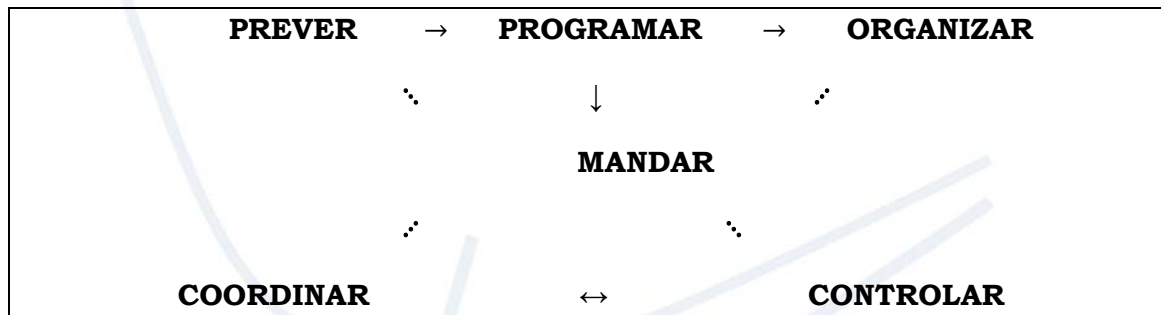 PREVER → PROGRAMAR → ORGANIZAR
⋱ ↓ ⋰
MANDAR
⋰ ⋱
COORDINAR ↔ CONTROLAR